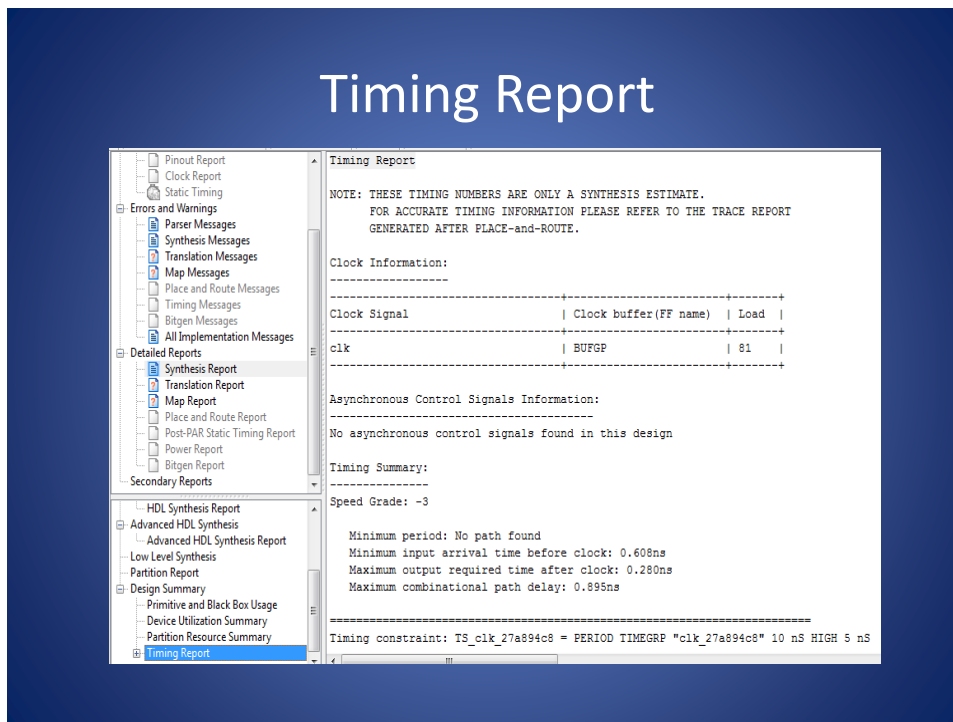 Timing Report
Pinout Report
Clock Report
Static Timing
Errors and Warnings
Parser Messages
Synthesis Messages
Translation Messages
Map Messages
Place and Route Messages
Timing Messages
Bitgen Messages
All Implementation Messages
Detailed Reports
Synthesis Report
Translation Report
Map Report
Place and Route Report
Post-PAR Static Timing Report
Power Report
Bitgen Report
Secondary Reports
HDL Synthesis Report
Advanced HDL Synthesis
Advanced HDL Synthesis Report
Low Level Synthesis
Partition Report
Design Summary
Primitive and Black Box Usage
Device Utilization Summary
Partition Resource Summary
Timing Report
Timing Report
NOTE: THESE TIMING NUMBERS ARE ONLY A SYNTHESIS ESTIMATE.
FOR ACCURATE TIMING INFORMATION PLEASE REFER TO THE TRACE REPORT
GENERATED AFTER PLACE-and-ROUTE.
Clock Information:
------------------
-----------------------------------+------------------------+-------+
Clock Signal | Clock buffer(FF name) | Load |
-----------------------------------+------------------------+-------+
clk | BUFGP | 81 |
-----------------------------------+------------------------+-------+
Asynchronous Control Signals Information:
----------------------------------------
No asynchronous control signals found in this design
Timing Summary:
---------------
Speed Grade: -3
Minimum period: No path found
Minimum input arrival time before clock: 0.608ns
Maximum output required time after clock: 0.280ns
Maximum combinational path delay: 0.895ns
=========================================================================
Timing constraint: TS_clk_27a894c8 = PERIOD TIMEGRP "clk_27a894c8" 10 nS HIGH 5 nS